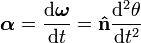 α = dω/dt = n̂ d²θ/dt²